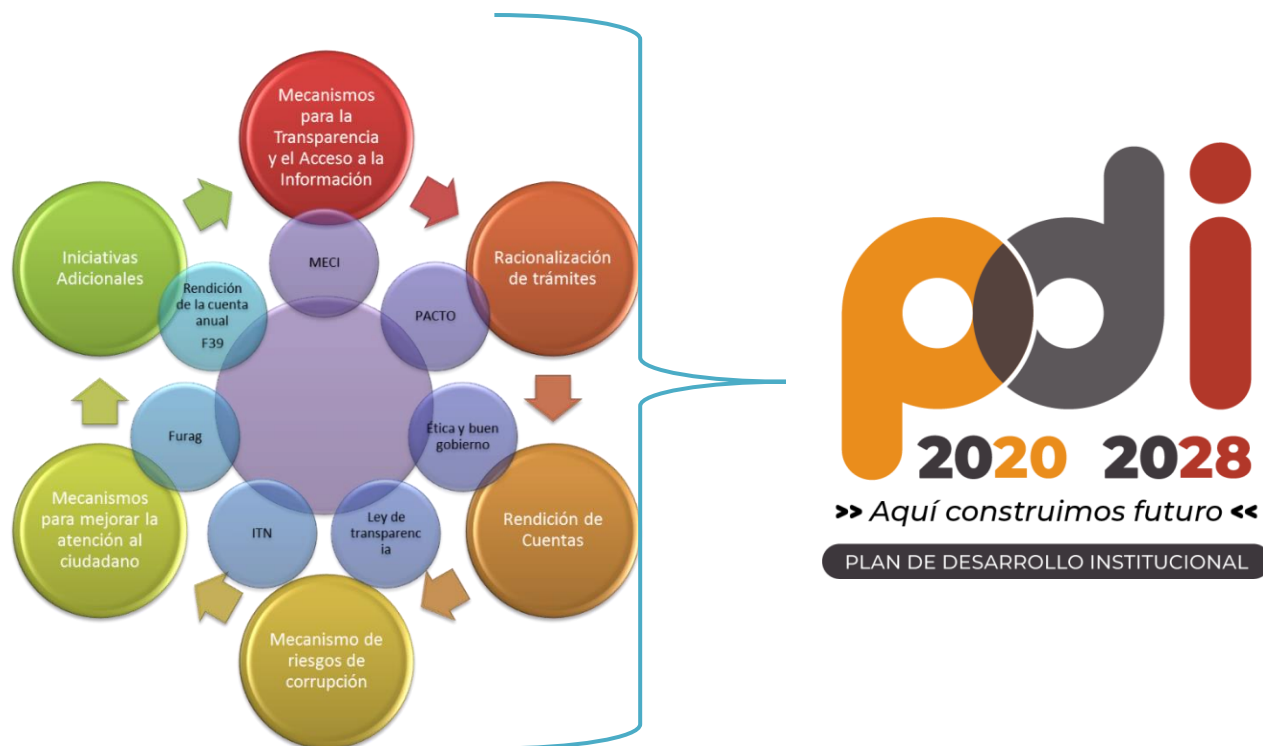 Mecanismos
para la
Transparencia
y el Acceso a la
Información
Racionalización
de trámites
Rendición de
Cuentas
Mecanismo de
riesgos de
corrupción
Mecanismos
para mejorar la
atención al
ciudadano
Iniciativas
Adicionales
MECI
PACTO
Ética y buen
gobierno
Ley de
transparenc
ia
ITN
Furag
Rendición
de la cuenta
anual
F39
pdi
2020 2028
>> Aquí construimos futuro <<
PLAN DE DESARROLLO INSTITUCIONAL